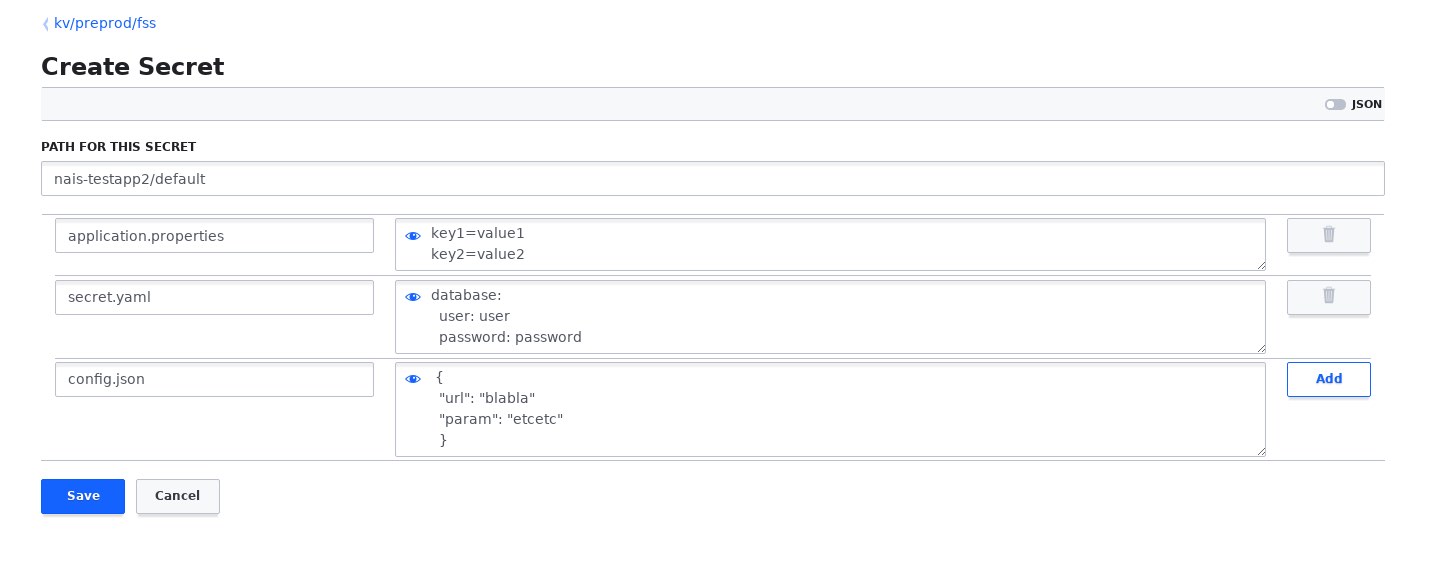 kv/preprod/fss
Create Secret
JSON
PATH FOR THIS SECRET
nais-testapp2/default
application.properties
key1=value1
key2=value2
secret.yaml
database:
  user: user
  password: password
config.json
 {
  "url": "blabla"
  "param": "etcetc"
  }
Add
Save Cancel